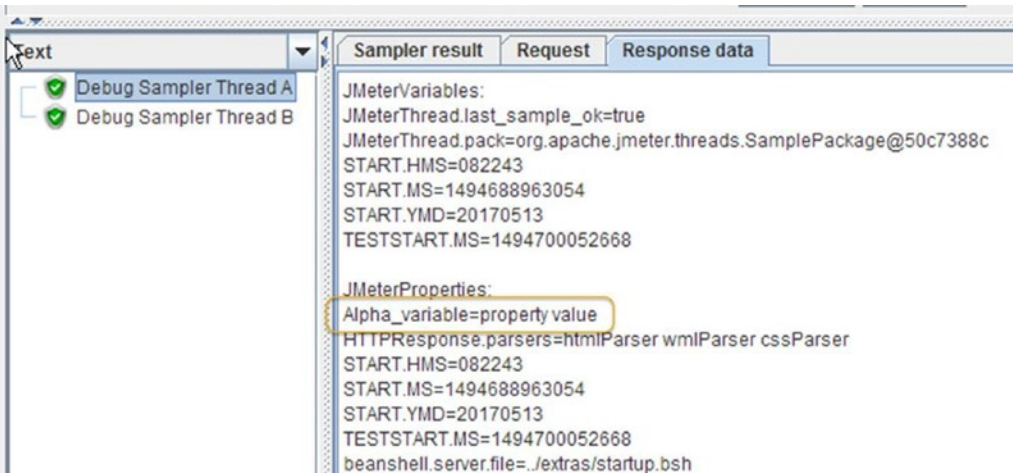 Text
Debug Sampler Thread A
Debug Sampler Thread B
Sampler result Request Response data
JMeterVariables:
JMeterThread.last_sample_ok=true
JMeterThread.pack=org.apache.jmeter.threads.SamplePackage@50c7388c
START.HMS=082243
START.MS=1494688963054
START.YMD=20170513
TESTSTART.MS=1494700052668
JMeterProperties:
Alpha_variable=property value
HTTPResponse.parsers=htmlParser wmlParser cssParser
START.HMS=082243
START.MS=1494688963054
START.YMD=20170513
TESTSTART.MS=1494700052668
beanshell.server.file=../extras/startup.bsh